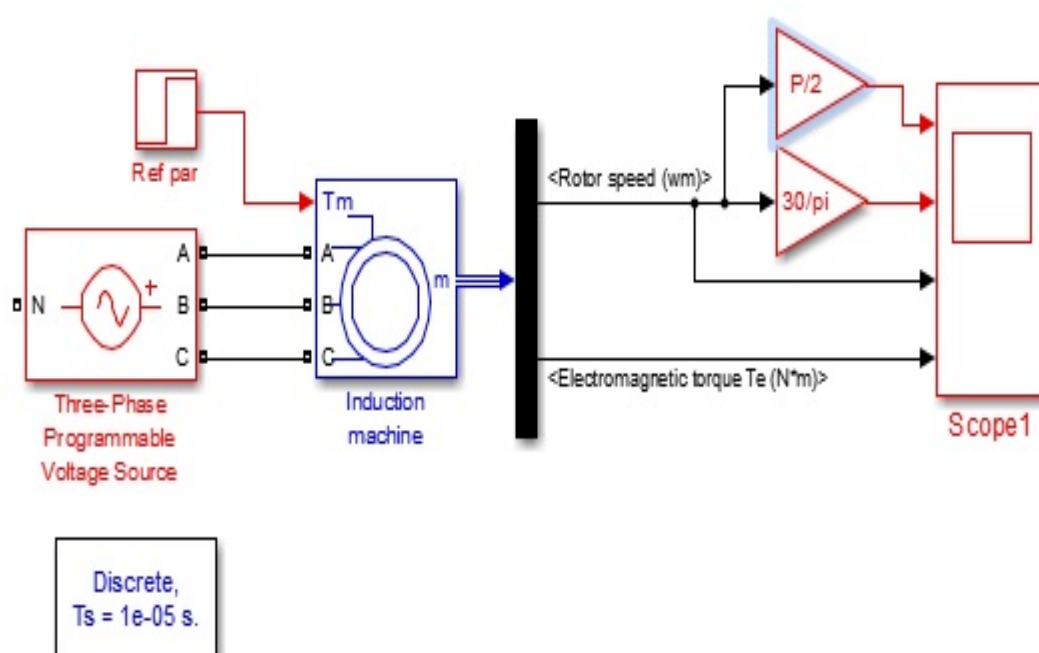 P/2
Ref par
Tm
<Rotor speed (wm)>
30/pi
A
A
N
+
B
m
B
C
C
<Electromagnetic torque Te (N*m)>
Three-Phase
Programmable
Voltage Source
Induction
machine
Scope1
Discrete,
Ts = 1e-05 s.